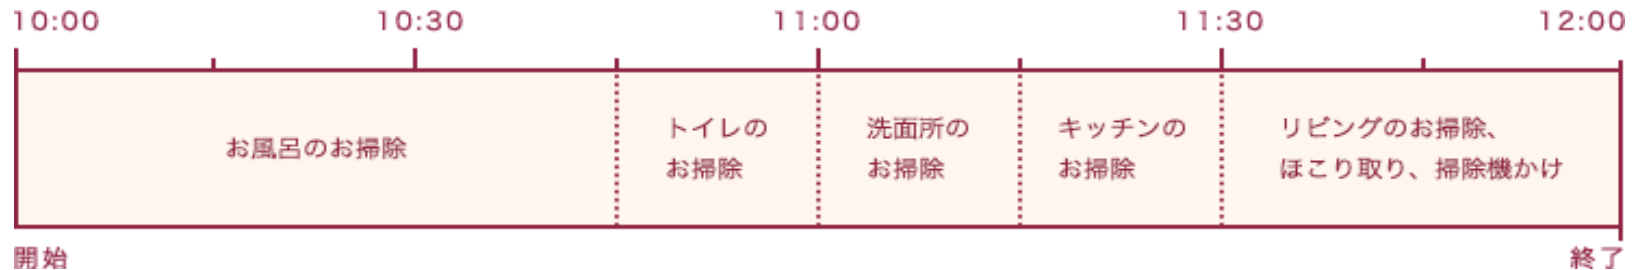 10:00 10:30 11:00 11:30 12:00
お風呂のお掃除
トイレの
お掃除
洗面所の
お掃除
キッチンの
お掃除
リビングのお掃除、
ほこり取り、掃除機かけ
開始 終了